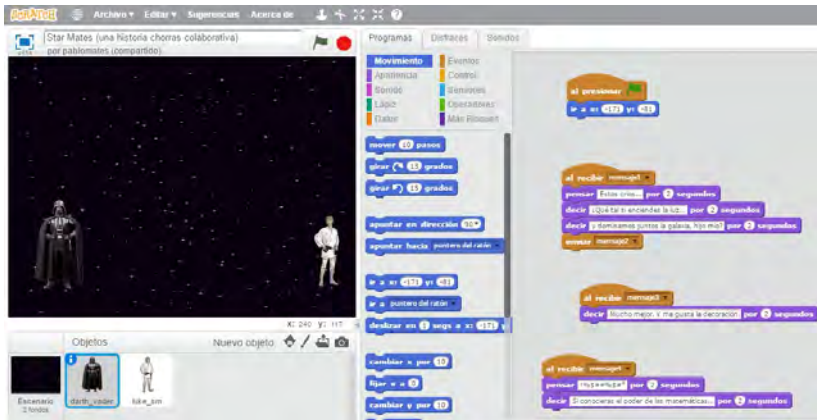 SCRATCH Archivo Editar Sugerencias Acerca de
Star Mates (una historia chorras colaborativa)
por pablomates (compartido)
Programas Disfraces Sonidos
Movimiento Eventos
Apariencia Control
Sonido Sensores
Lápiz Operadores
Datos Más Bloques
mover 10 pasos
girar 15 grados
girar 15 grados
apuntar en dirección 90
apuntar hacia puntero del ratón
ir a x: -171 y: -81
ir a puntero del ratón
deslizar en 1 segs a x: -171 y
cambiar x por 10
fijar x a 0
cambiar y por 10
al presionar
ir a x: -171 y: -81
al recibir mensaje1
pensar Estos críos... por 2 segundos
decir ¿Qué tal si enciendes la luz... por 2 segundos
decir y dominamos juntos la galaxia, hijo mío? por 2 segundos
enviar mensaje2
al recibir mensaje3
decir Mucho mejor. Y me gusta la decoración por 2 segundos
al recibir mensaje4
pensar por 2 segundos
decir Si conocieras el poder de las matemáticas... por 2 segundos
x: 240 y: 117
Objetos Nuevo objeto
Escenario
2 fondos
darth_vader
luke_sm